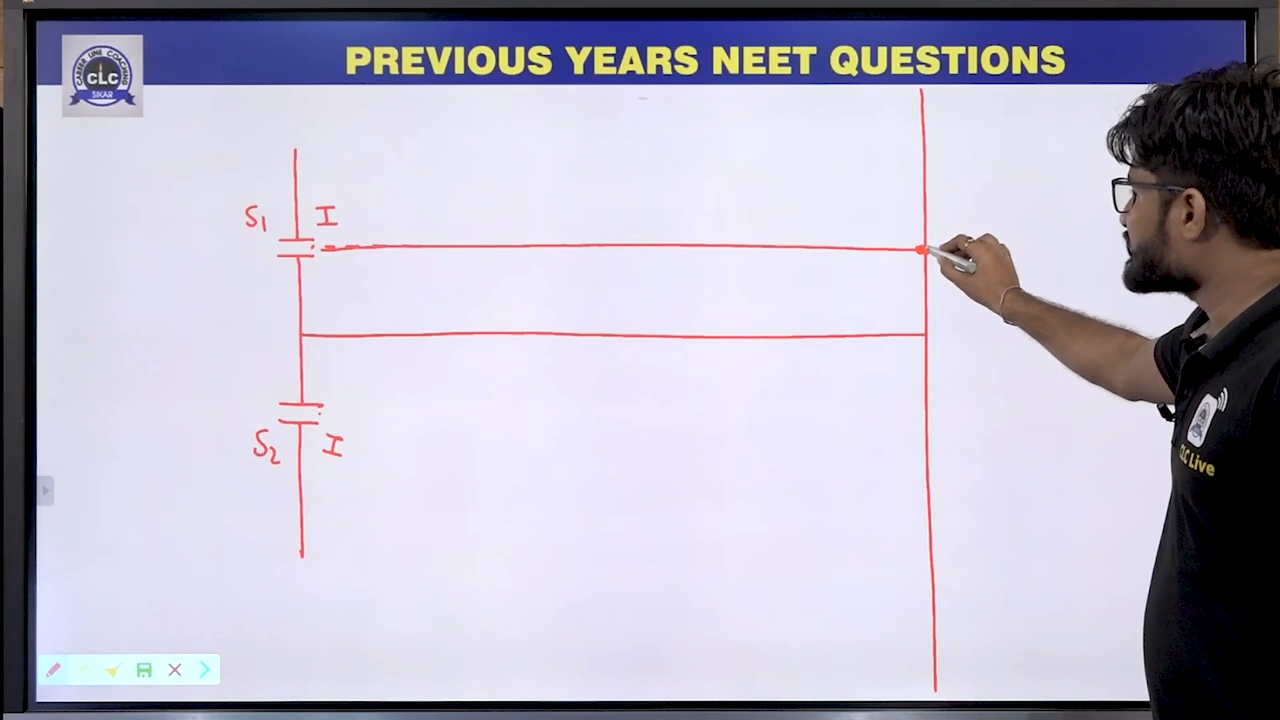 PREVIOUS YEARS NEET QUESTIONS
CAREER LINE COACHING
CLC
SIKAR
S1 I
S2 I
CLC Live